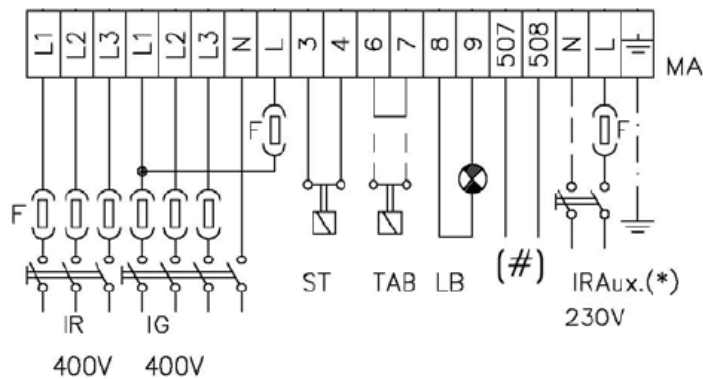 L1 L2 L3 L1 L2 L3 N L 3 4 6 7 8 9 507 508 N L MA
F F
F
ST TAB LB (#) IRAux.(*)
IR IG 230V
400V 400V